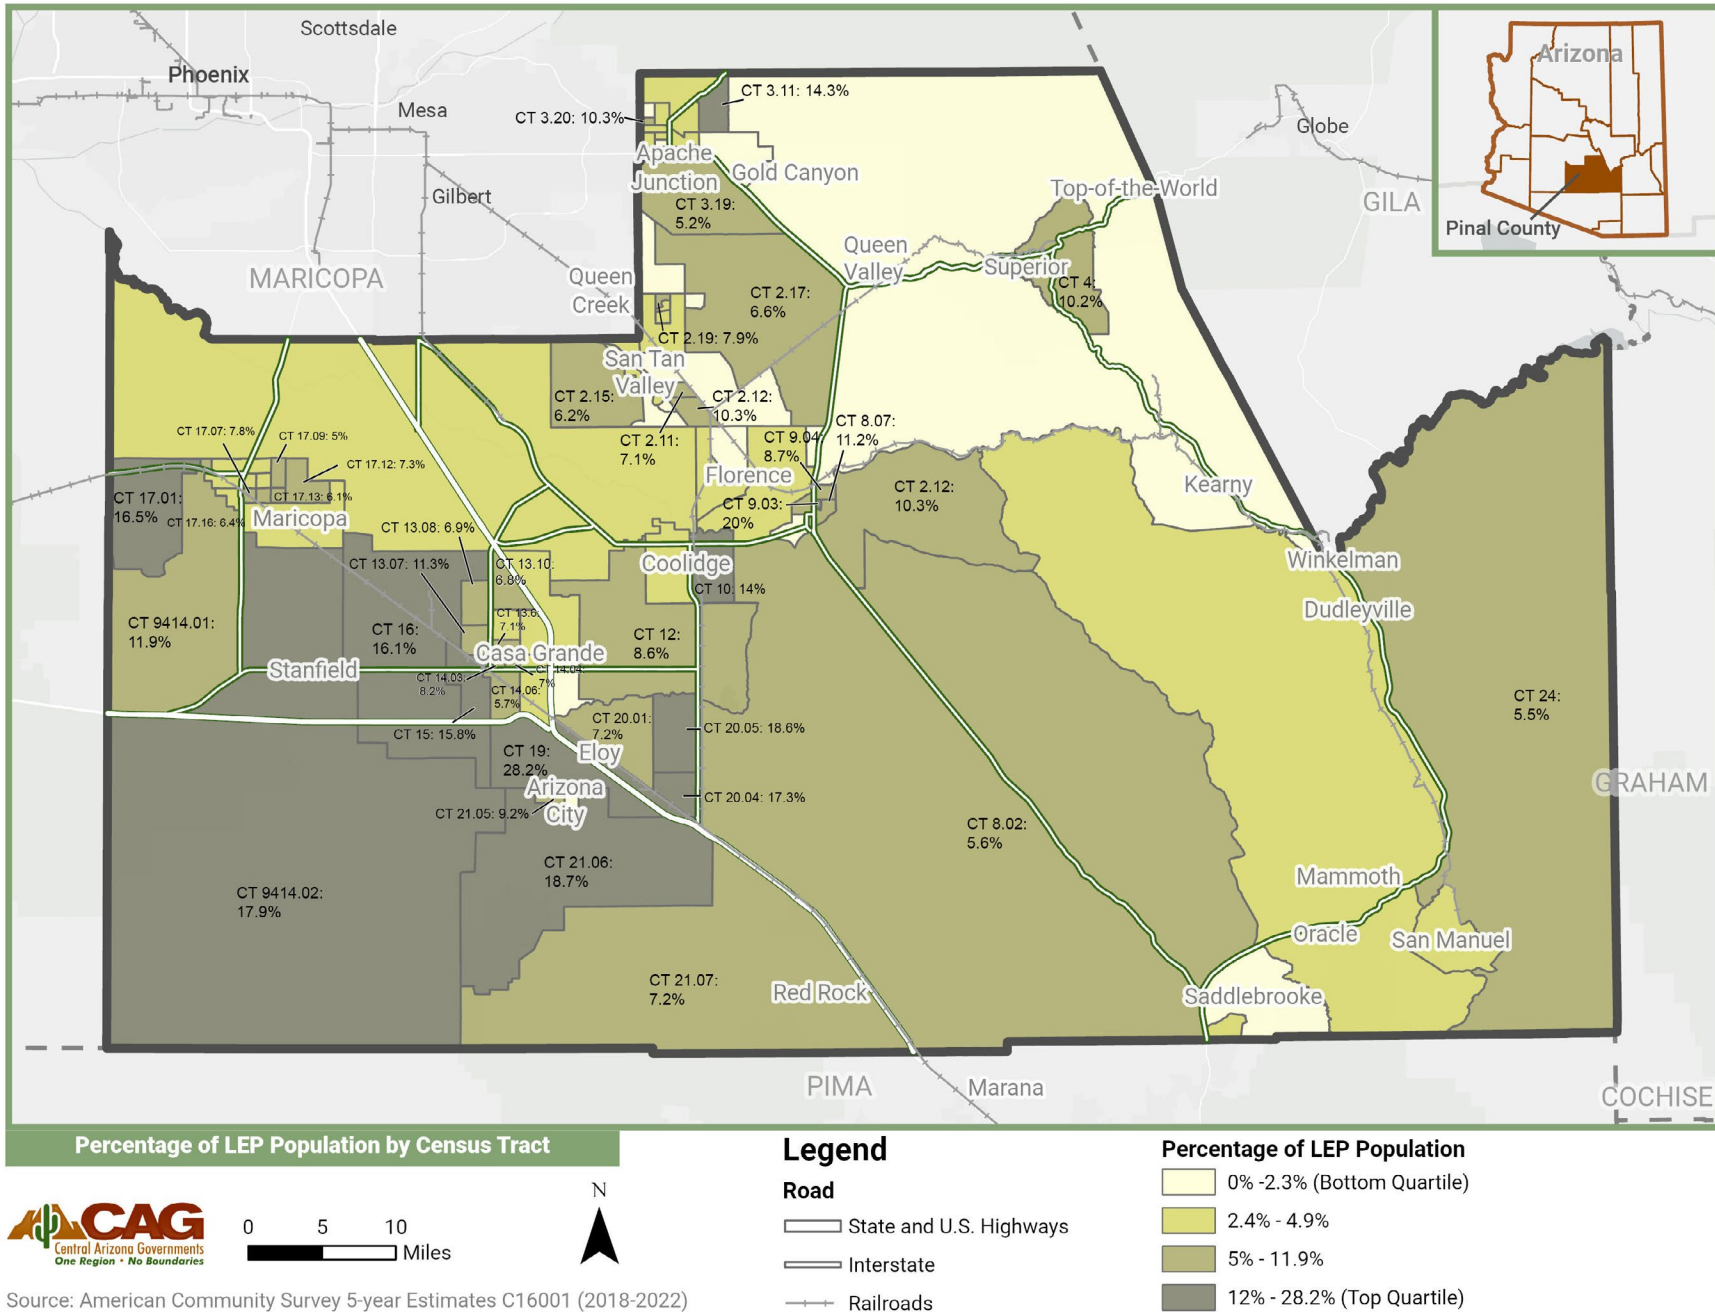 Scottsdale
Phoenix
Mesa
Gilbert
MARICOPA
Queen
Creek
CT 3.11: 14.3%
CT 3.20: 10.3%
Apache
Junction
Gold Canyon
CT 3.19:
5.2%
Top-of-the-World
Globe
GILA
Arizona
Pinal County
Queen
Valley
Superior
CT 4:
10.2%
CT 2.17:
6.6%
CT 2.19: 7.9%
San Tan
Valley
CT 2.15:
6.2%
CT 2.12:
10.3%
CT 2.11:
7.1%
CT 9.04:
8.7%
CT 8.07:
11.2%
Florence
CT 9.03:
20%
CT 2.12:
10.3%
Kearny
Winkelman
Dudleyville
CT 17.07: 7.8%
CT 17.09: 5%
CT 17.12: 7.3%
CT 17.13: 6.1%
CT 17.01:
16.5%
CT 17.16: 6.4%
Maricopa
CT 13.08: 6.9%
CT 13.07: 11.3%
CT 13.10:
6.8%
Coolidge
CT 10: 14%
CT 9414.01:
11.9%
CT 16:
16.1%
CT 13.6:
7.1%
CT 12:
8.6%
Casa Grande
Stanfield
CT 14.03:
8.2%
CT 14.04:
7%
CT 14.06:
5.7%
CT 15: 15.8%
CT 20.01:
7.2%
CT 20.05: 18.6%
CT 19:
28.2%
Eloy
Arizona
City
CT 20.04: 17.3%
CT 21.05: 9.2%
CT 21.06:
18.7%
CT 9414.02:
17.9%
CT 8.02:
5.6%
CT 24:
5.5%
GRAHAM
Mammoth
Oracle
San Manuel
CT 21.07:
7.2%
Red Rock
Saddlebrooke
PIMA
Marana
COCHISE
Percentage of LEP Population by Census Tract
CAG
Central Arizona Governments
One Region • No Boundaries
0 5 10
Miles
N
Source: American Community Survey 5-year Estimates C16001 (2018-2022)
Legend
Road
State and U.S. Highways
Interstate
Railroads
Percentage of LEP Population
0% -2.3% (Bottom Quartile)
2.4% - 4.9%
5% - 11.9%
12% - 28.2% (Top Quartile)